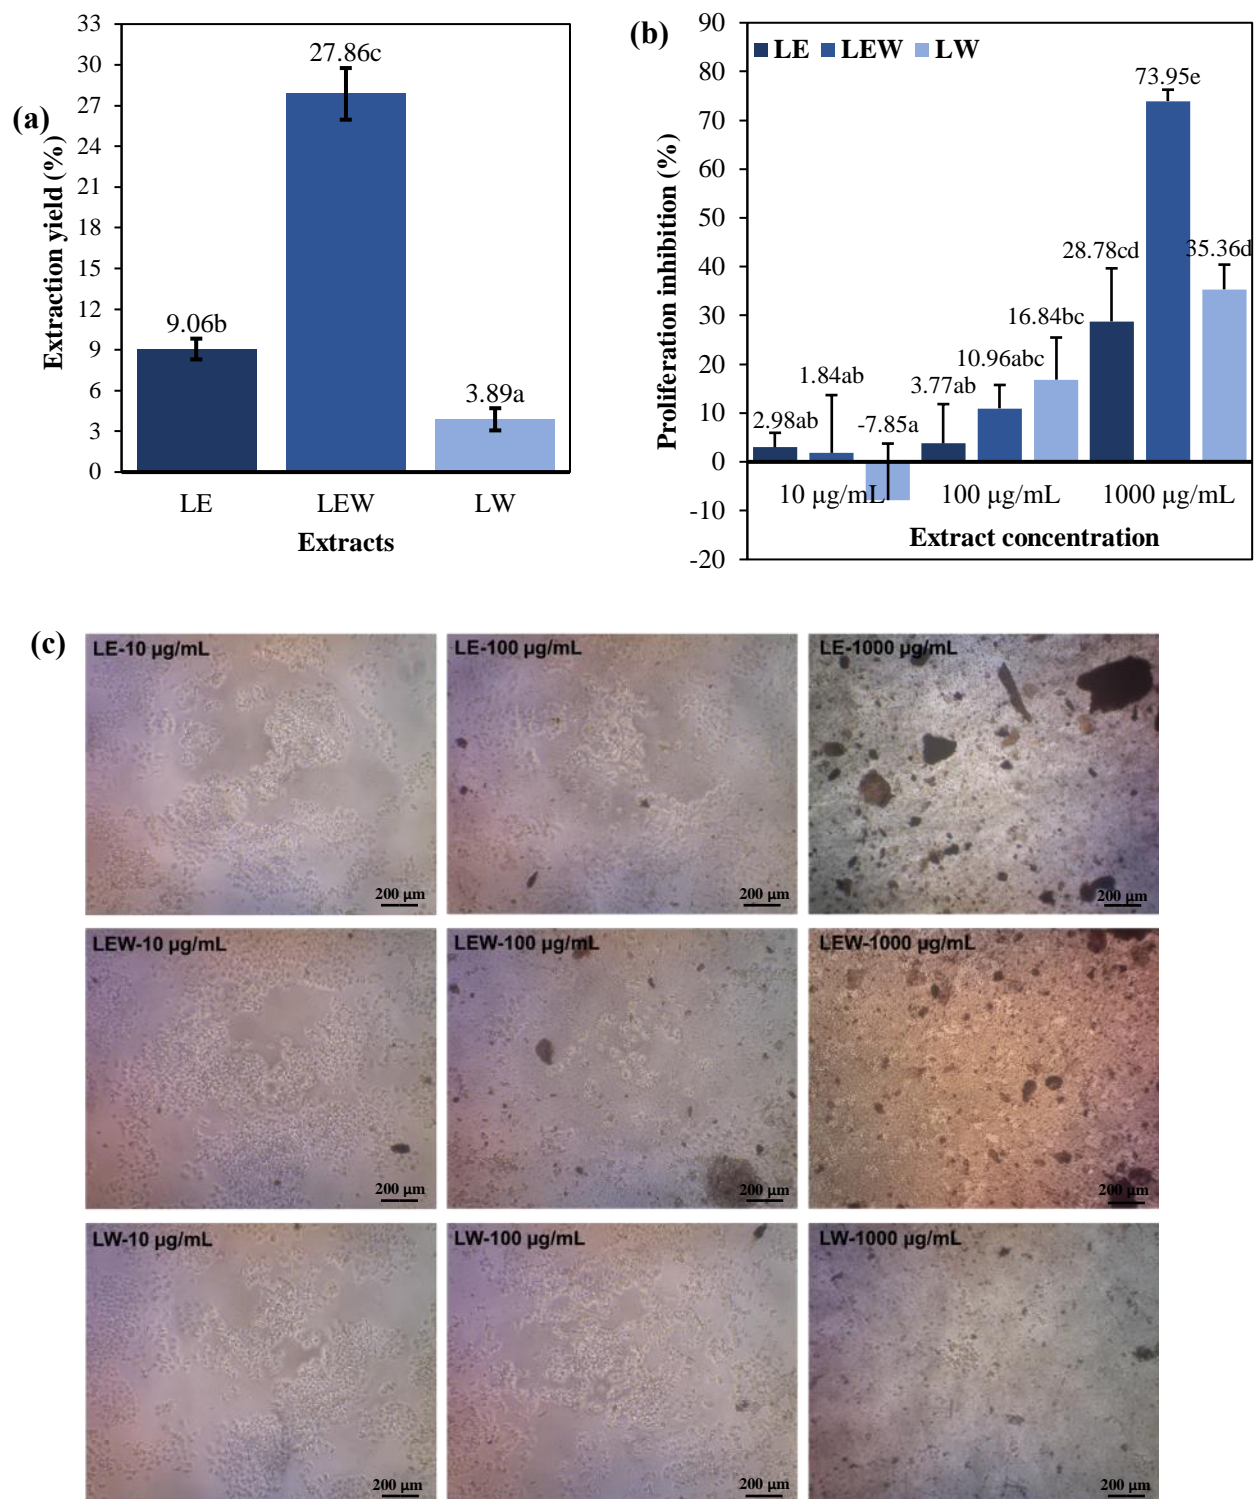 (a)
Extraction yield (%)
33
30
27
24
21
18
15
12
9
6
3
0
9.06b
27.86c
3.89a
LE LEW LW
Extracts
(b)
Proliferation inhibition (%)
90
80
70
60
50
40
30
20
10
0
-10
-20
LE LEW LW
2.98ab
1.84ab
-7.85a
3.77ab
10.96abc
16.84bc
28.78cd
73.95e
35.36d
10 µg/mL 100 µg/mL 1000 µg/mL
Extract concentration
(c)
LE-10 µg/mL
200 µm
LE-100 µg/mL
200 µm
LE-1000 µg/mL
200 µm
LEW-10 µg/mL
200 µm
LEW-100 µg/mL
200 µm
LEW-1000 µg/mL
200 µm
LW-10 µg/mL
200 µm
LW-100 µg/mL
200 µm
LW-1000 µg/mL
200 µm